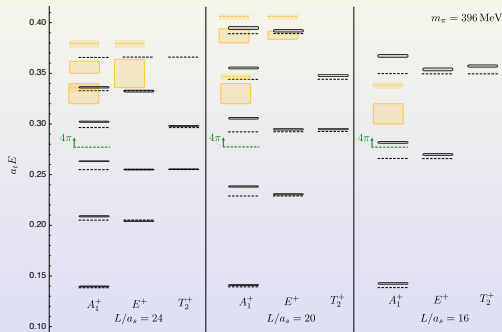 m_π = 396 MeV
0.40
0.35
0.30
a_t E
4π 4π 4π
0.25
0.20
0.15
A_1^+ E^+ T_2^+ A_1^+ E^+ T_2^+ A_1^+ E^+ T_2^+
L/a_s = 24 L/a_s = 20 L/a_s = 16
0.10